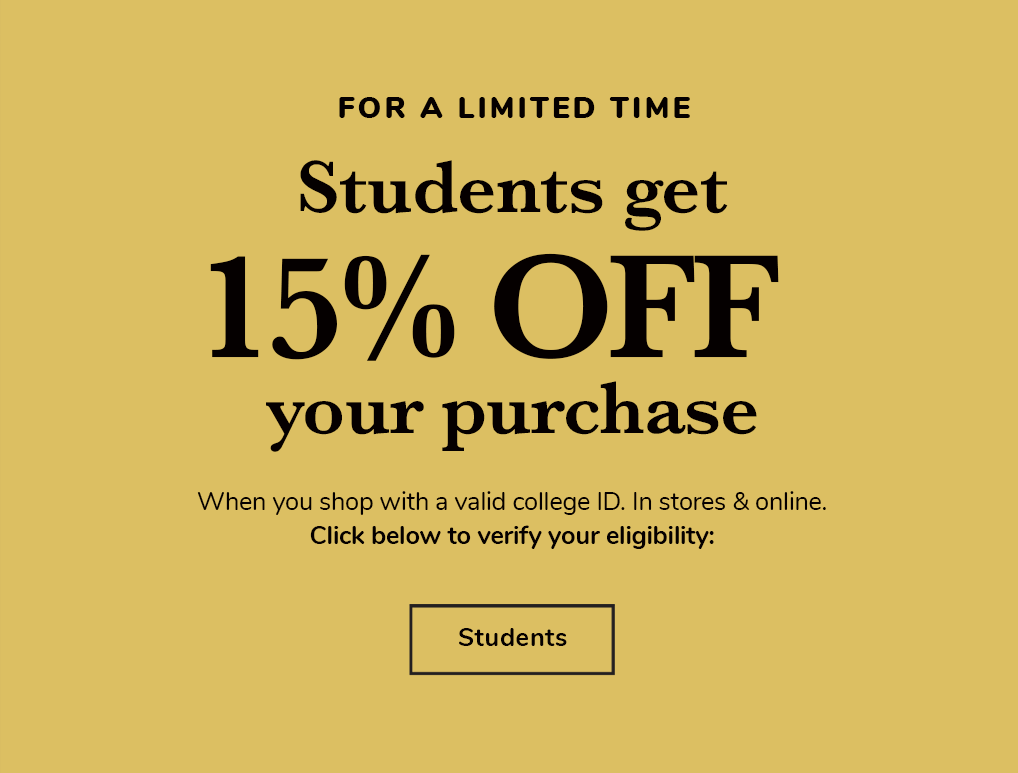 FOR A LIMITED TIME
Students get
15% OFF
your purchase
When you shop with a valid college ID. In stores & online.
Click below to verify your eligibility:
Students